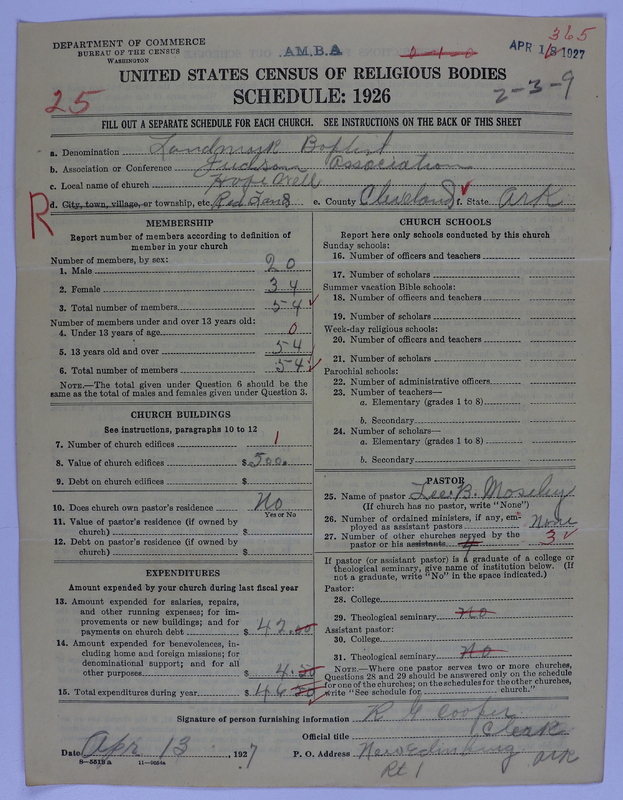 DEPARTMENT OF COMMERCE
BUREAU OF THE CENSUS
WASHINGTON
A.M.B.A
365
APR 18 1927
2-3-9
25
UNITED STATES CENSUS OF RELIGIOUS BODIES
SCHEDULE: 1926
FILL OUT A SEPARATE SCHEDULE FOR EACH CHURCH. SEE INSTRUCTIONS ON THE BACK OF THIS SHEET
a. Denomination Landmark Baptist
b. Association or Conference Judson Association
c. Local name of church Hope Well
R
d. City, town, village, or township, etc. Red Land e. County Cleveland f. State Ark
MEMBERSHIP
Report number of members according to definition of
member in your church
Number of members, by sex:
1. Male 20
2. Female 34
3. Total number of members 54
Number of members under and over 13 years old:
4. Under 13 years of age 0
5. 13 years old and over 54
6. Total number of members 54
NOTE.—The total given under Question 6 should be the
same as the total of males and females given under Question 3.
CHURCH BUILDINGS
See instructions, paragraphs 10 to 12
7. Number of church edifices 1
8. Value of church edifices $500.
9. Debt on church edifices $
10. Does church own pastor's residence No
Yes or No
11. Value of pastor's residence (if owned by
church) $
12. Debt on pastor's residence (if owned by
church) $
EXPENDITURES
Amount expended by your church during last fiscal year
13. Amount expended for salaries, repairs,
and other running expenses; for im-
provements or new buildings; and for
payments on church debt $ 42.50
14. Amount expended for benevolences, in-
cluding home and foreign missions; for
denominational support; and for all
other purposes $ 4.50
15. Total expenditures during year $ 46
CHURCH SCHOOLS
Report here only schools conducted by this church
Sunday schools:
16. Number of officers and teachers
17. Number of scholars
Summer vacation Bible schools:
18. Number of officers and teachers
19. Number of scholars
Week-day religious schools:
20. Number of officers and teachers
21. Number of scholars
Parochial schools:
22. Number of administrative officers
23. Number of teachers—
a. Elementary (grades 1 to 8)
b. Secondary
24. Number of scholars—
a. Elementary (grades 1 to 8)
b. Secondary
PASTOR
25. Name of pastor Lee. B. Moseley
(If church has no pastor, write "None")
26. Number of ordained ministers, if any, em-
ployed as assistant pastors None
27. Number of other churches served by the
pastor or his assistants 4 3
If pastor (or assistant pastor) is a graduate of a college or
theological seminary, give name of institution below. (If
not a graduate, write "No" in the space indicated.)
Pastor:
28. College
29. Theological seminary No
Assistant pastor:
30. College
31. Theological seminary No
NOTE.—Where one pastor serves two or more churches,
Questions 28 and 29 should be answered only on the schedule
for one of the churches; on the schedules for the other churches,
write "See schedule for church."
Signature of person furnishing information R G Cooper
Official title Cleark
Date Apr 13, 1927 P. O. Address New edinburg Ark
Rt 1
8—5518 a